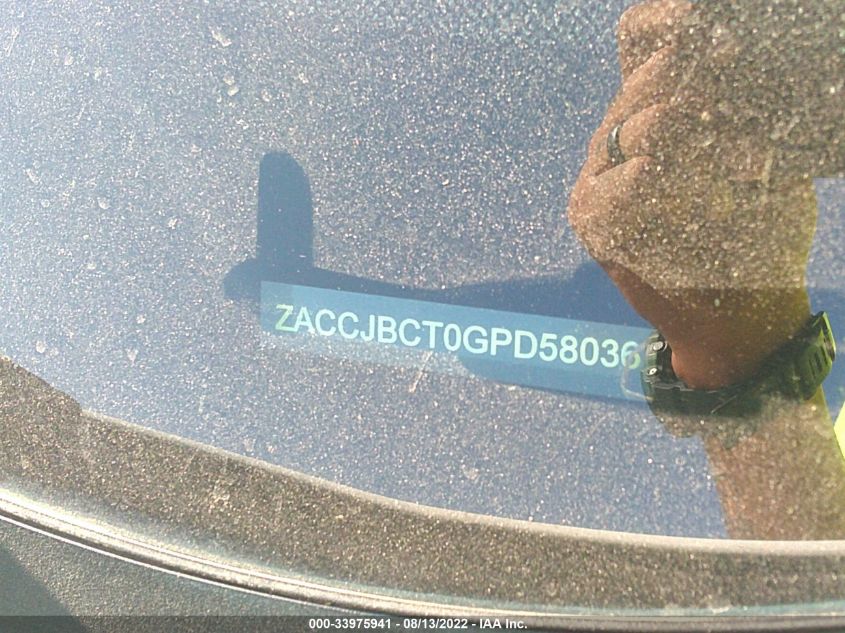 ZACCJBCT0GPD58036
000-33975941 - 08/13/2022 - IAA Inc.